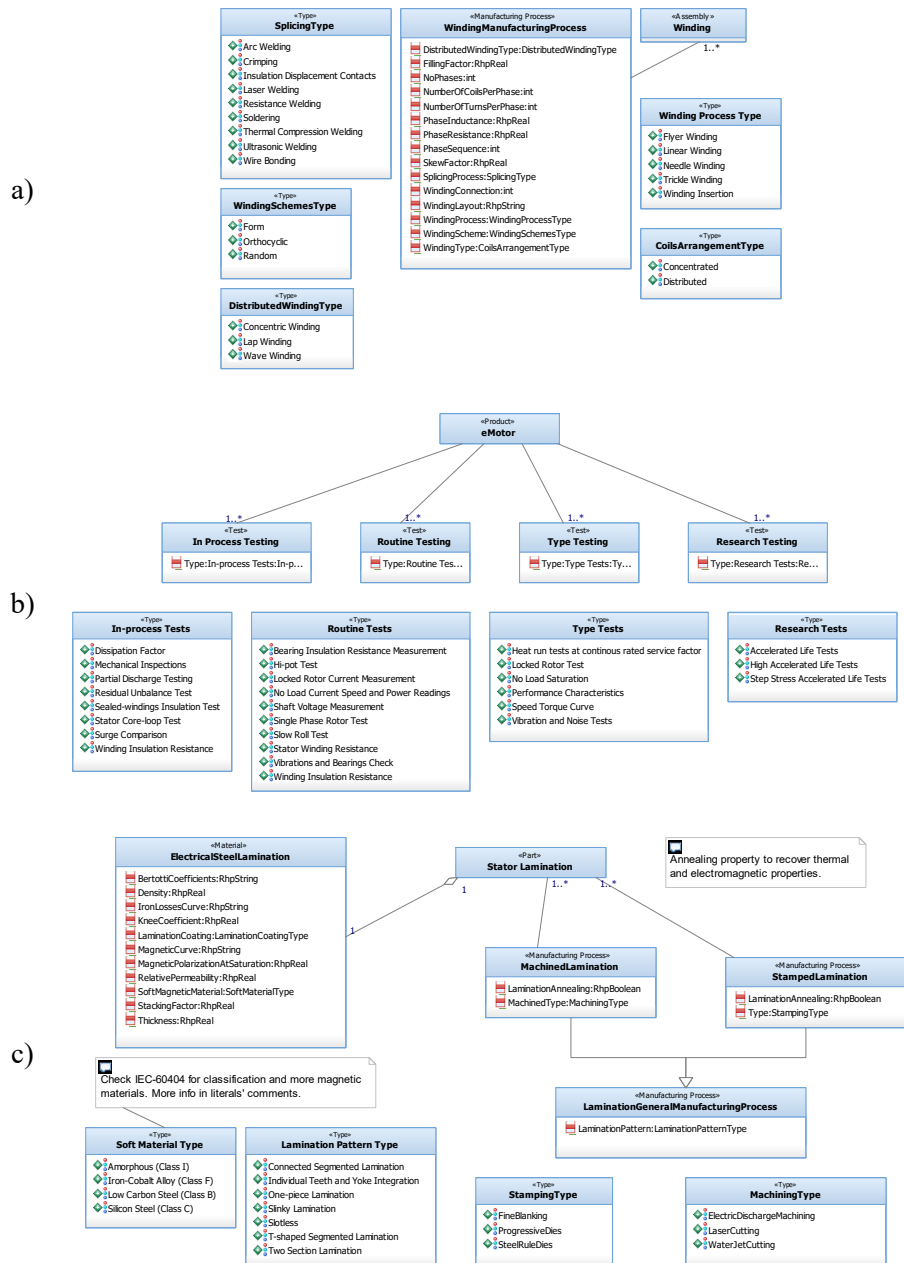 a)
«Type»
SplicingType
Arc Welding
Crimping
Insulation Displacement Contacts
Laser Welding
Resistance Welding
Soldering
Thermal Compression Welding
Ultrasonic Welding
Wire Bonding
«Manufacturing Process»
WindingManufacturingProcess
DistributedWindingType:DistributedWindingType
FillingFactor:RhpReal
NoPhases:int
NumberOfCoilsPerPhase:int
NumberOfTurnsPerPhase:int
PhaseInductance:RhpReal
PhaseResistance:RhpReal
PhaseSequence:int
SkewFactor:RhpReal
SplicingProcess:SplicingType
WindingConnection:int
WindingLayout:RhpString
WindingProcess:WindingProcessType
WindingScheme:WindingSchemesType
WindingType:CoilsArrangementType
«Assembly»
Winding
1..*
«Type»
Winding Process Type
Flyer Winding
Linear Winding
Needle Winding
Trickle Winding
Winding Insertion
«Type»
WindingSchemesType
Form
Orthocyclic
Random
«Type»
CoilsArrangementType
Concentrated
Distributed
«Type»
DistributedWindingType
Concentric Winding
Lap Winding
Wave Winding
b)
«Product»
eMotor
1..*
1..*
1..*
1..*
«Test»
In Process Testing
Type:In-process Tests:In-p...
«Test»
Routine Testing
Type:Routine Tes...
«Test»
Type Testing
Type:Type Tests:Ty...
«Test»
Research Testing
Type:Research Tests:Re...
«Type»
In-process Tests
Dissipation Factor
Mechanical Inspections
Partial Discharge Testing
Residual Unbalance Test
Sealed-windings Insulation Test
Stator Core-loop Test
Surge Comparison
Winding Insulation Resistance
«Type»
Routine Tests
Bearing Insulation Resistance Measurement
Hi-pot Test
Locked Rotor Current Measurement
No Load Current Speed and Power Readings
Shaft Voltage Measurement
Single Phase Rotor Test
Slow Roll Test
Stator Winding Resistance
Vibrations and Bearings Check
Winding Insulation Resistance
«Type»
Type Tests
Heat run tests at continous rated service factor
Locked Rotor Test
No Load Saturation
Performance Characteristics
Speed Torque Curve
Vibration and Noise Tests
«Type»
Research Tests
Accelerated Life Tests
High Accelerated Life Tests
Step Stress Accelerated Life Tests
c)
«Material»
ElectricalSteelLamination
BertottiCoefficients:RhpString
Density:RhpReal
IronLossesCurve:RhpString
KneeCoefficient:RhpReal
LaminationCoating:LaminationCoatingType
MagneticCurve:RhpString
MagneticPolarizationAtSaturation:RhpReal
RelativePermeability:RhpReal
SoftMagneticMaterial:SoftMaterialType
StackingFactor:RhpReal
Thickness:RhpReal
«Part»
Stator Lamination
1
1
1..*
1..*
Annealing property to recover thermal
and electromagnetic properties.
«Manufacturing Process»
MachinedLamination
LaminationAnnealing:RhpBoolean
MachinedType:MachiningType
«Manufacturing Process»
StampedLamination
LaminationAnnealing:RhpBoolean
Type:StampingType
Check IEC-60404 for classification and more magnetic
materials. More info in literals' comments.
«Manufacturing Process»
LaminationGeneralManufacturingProcess
LaminationPattern:LaminationPatternType
«Type»
Soft Material Type
Amorphous (Class I)
Iron-Cobalt Alloy (Class F)
Low Carbon Steel (Class B)
Silicon Steel (Class C)
«Type»
Lamination Pattern Type
Connected Segmented Lamination
Individual Teeth and Yoke Integration
One-piece Lamination
Slinky Lamination
Slotless
T-shaped Segmented Lamination
Two Section Lamination
«Type»
StampingType
FineBlanking
ProgressiveDies
SteelRuleDies
«Type»
MachiningType
ElectricDischargeMachining
LaserCutting
WaterJetCutting